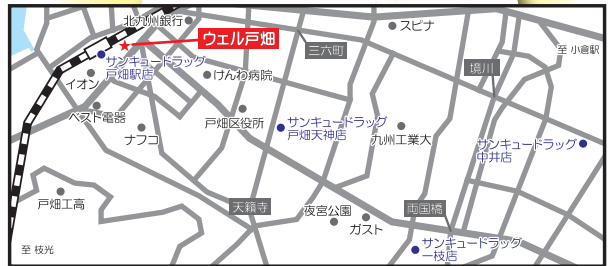 北九州銀行
ウェル戸畑
スピナ
三六町
至 小倉駅
サンキュードラッグ
戸畑駅店
境川
イオン
けんわ病院
ベスト電器
戸畑区役所
サンキュードラッグ
戸畑天神店
ナフコ
九州工業大
サンキュードラッグ
中井店
戸畑工高
天籟寺
夜宮公園
両国橋
ガスト
サンキュードラッグ
一枝店
至 枝光